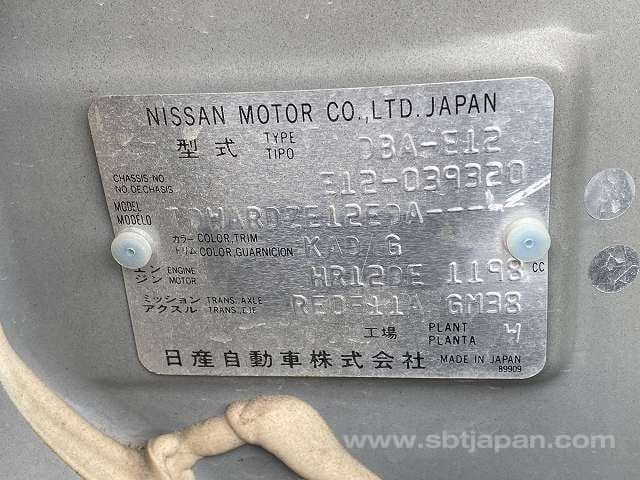 NISSAN MOTOR CO.,LTD. JAPAN
型式 TYPE TIPO DBA-E12
CHASSIS NO. NO. DE CHASIS E12-039320
MODEL MODELO
カラー COLOR, TRIM
トリム COLOR, GUARNICION KAD G
エンジン ENGINE MOTOR HR12DE 1198 CC
ミッション TRANS. AXLE
アクスル TRANS., EJE RE0F11A GM38
工場 PLANT PLANTA W
日産自動車株式会社 MADE IN JAPAN
89909
www.sbtjapan.com